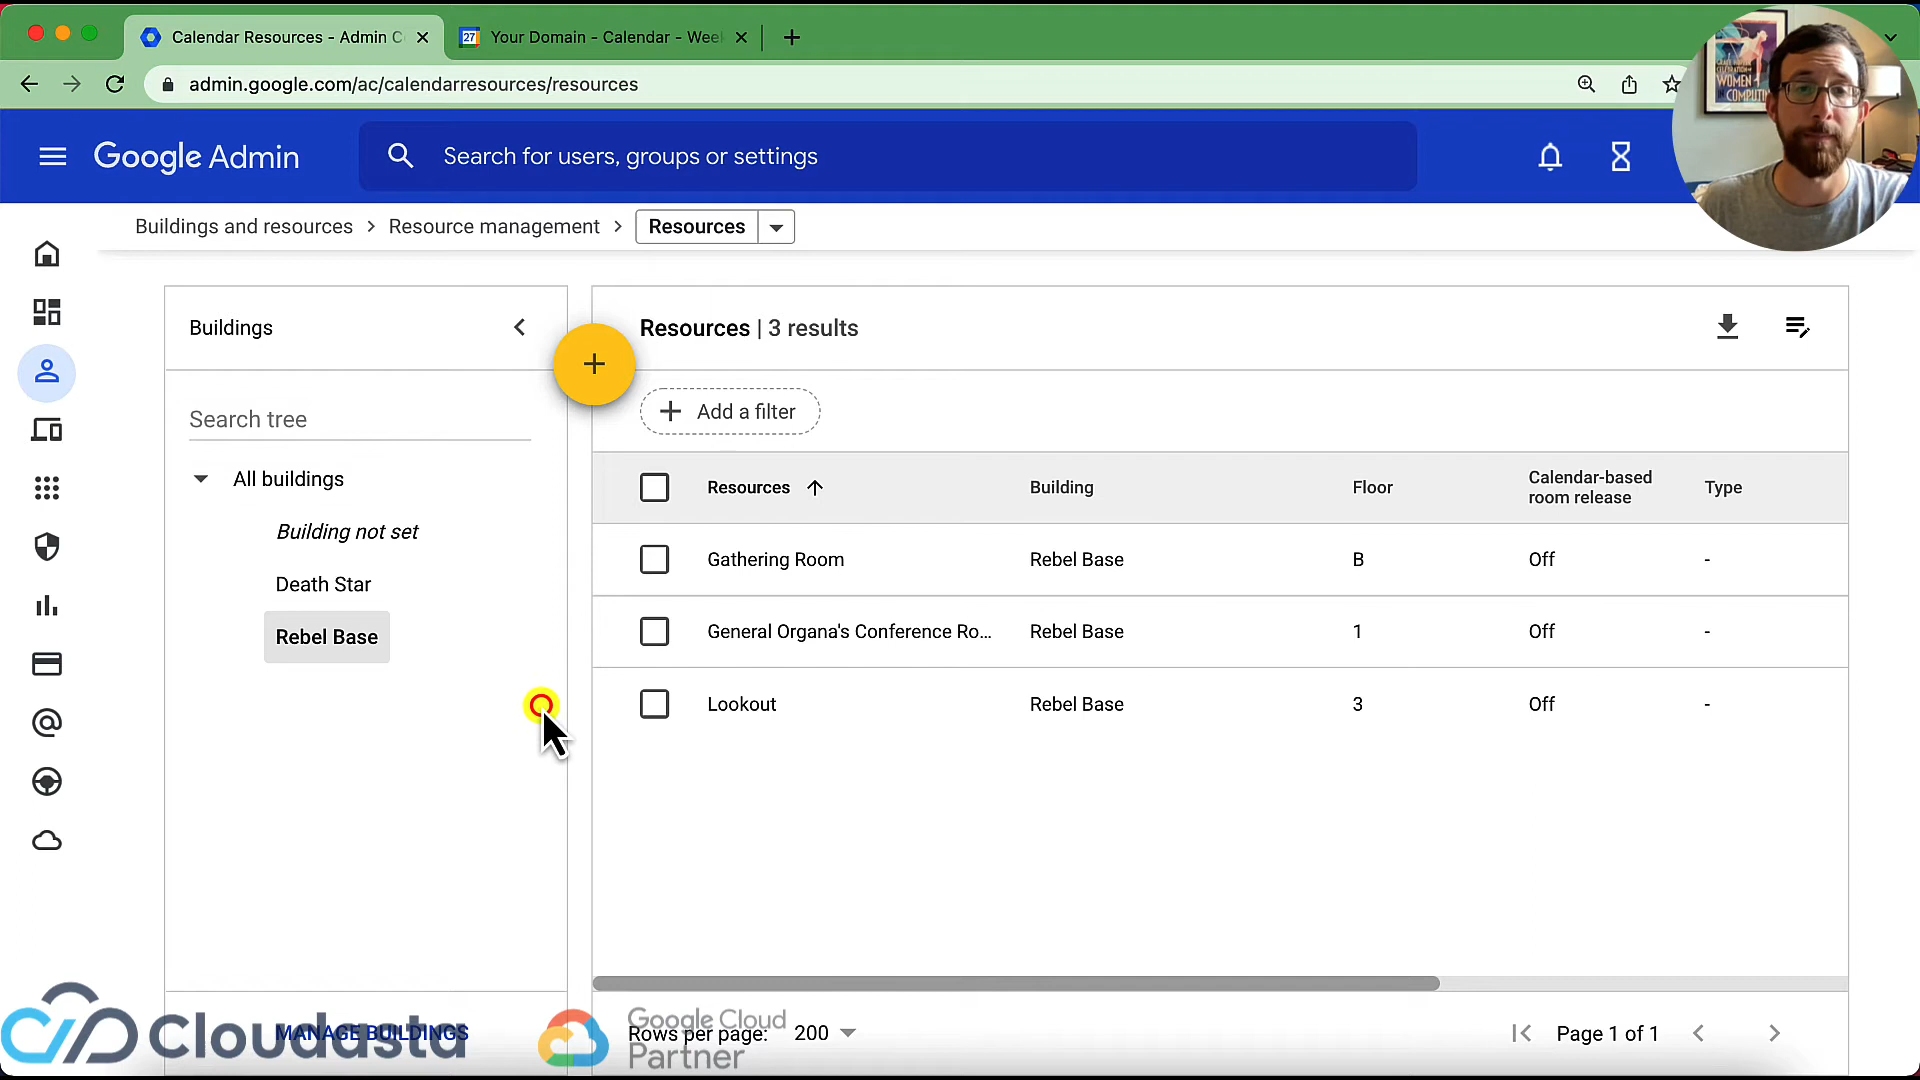 Calendar Resources - Admin C
Your Domain - Calendar - Wee
admin.google.com/ac/calendarresources/resources
Google Admin
Search for users, groups or settings
WOMEN
Buildings and resources > Resource management > Resources
Buildings
Resources | 3 results
Add a filter
Search tree
All buildings
Building not set
Death Star
Rebel Base
Resources Building Floor Calendar-based room release Type
Gathering Room Rebel Base B Off -
General Organa's Conference Ro... Rebel Base 1 Off -
Lookout Rebel Base 3 Off -
MANAGE BUILDINGS
Cloudasta
Google Cloud
Partner
Rows per page: 200
Page 1 of 1
27